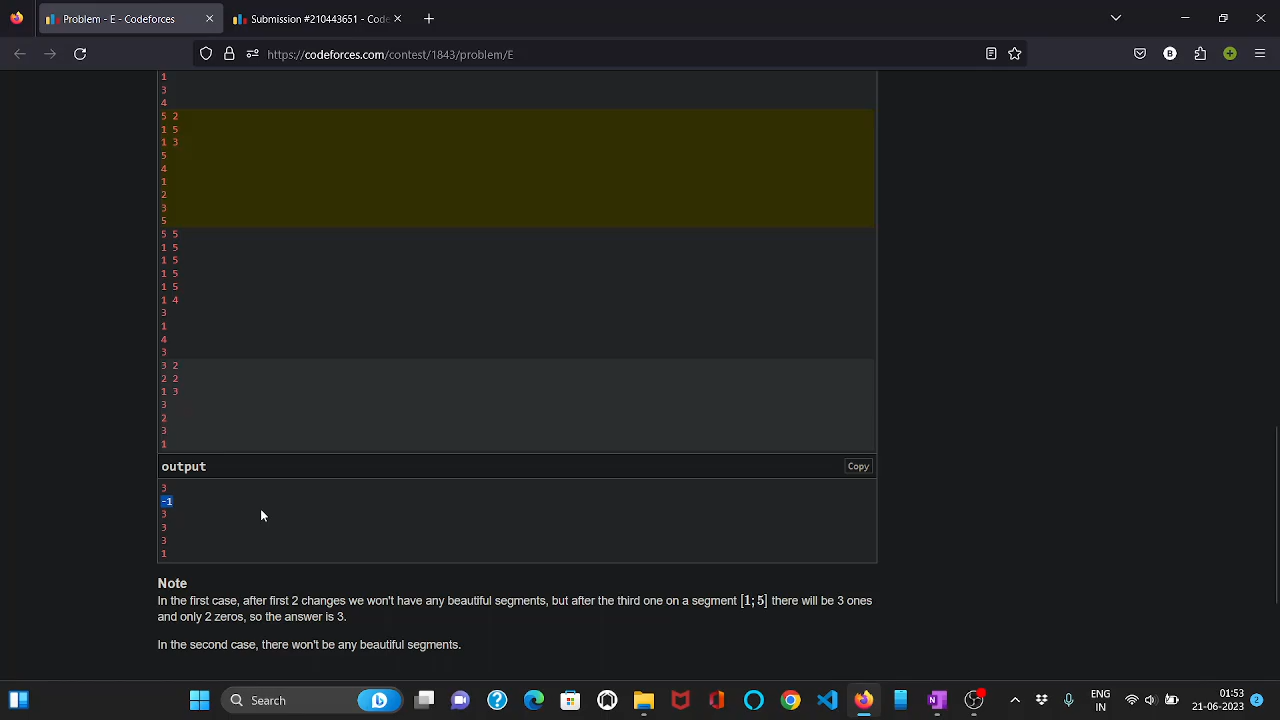 Problem - E - Codeforces
Submission #210443651 - Code
https://codeforces.com/contest/1843/problem/E
B
1
3
4
5 2
1 5
1 3
5
4
1
2
3
5
5 5
1 5
1 5
1 5
1 5
1 4
3
1
4
3
3 2
2 2
1 3
3
2
3
1
output
Copy
3
-1
3
3
3
1
Note
In the first case, after first 2 changes we won't have any beautiful segments, but after the third one on a segment [1; 5] there will be 3 ones
and only 2 zeros, so the answer is 3.
In the second case, there won't be any beautiful segments.
Search
ENG
IN
01:53
21-06-2023
2